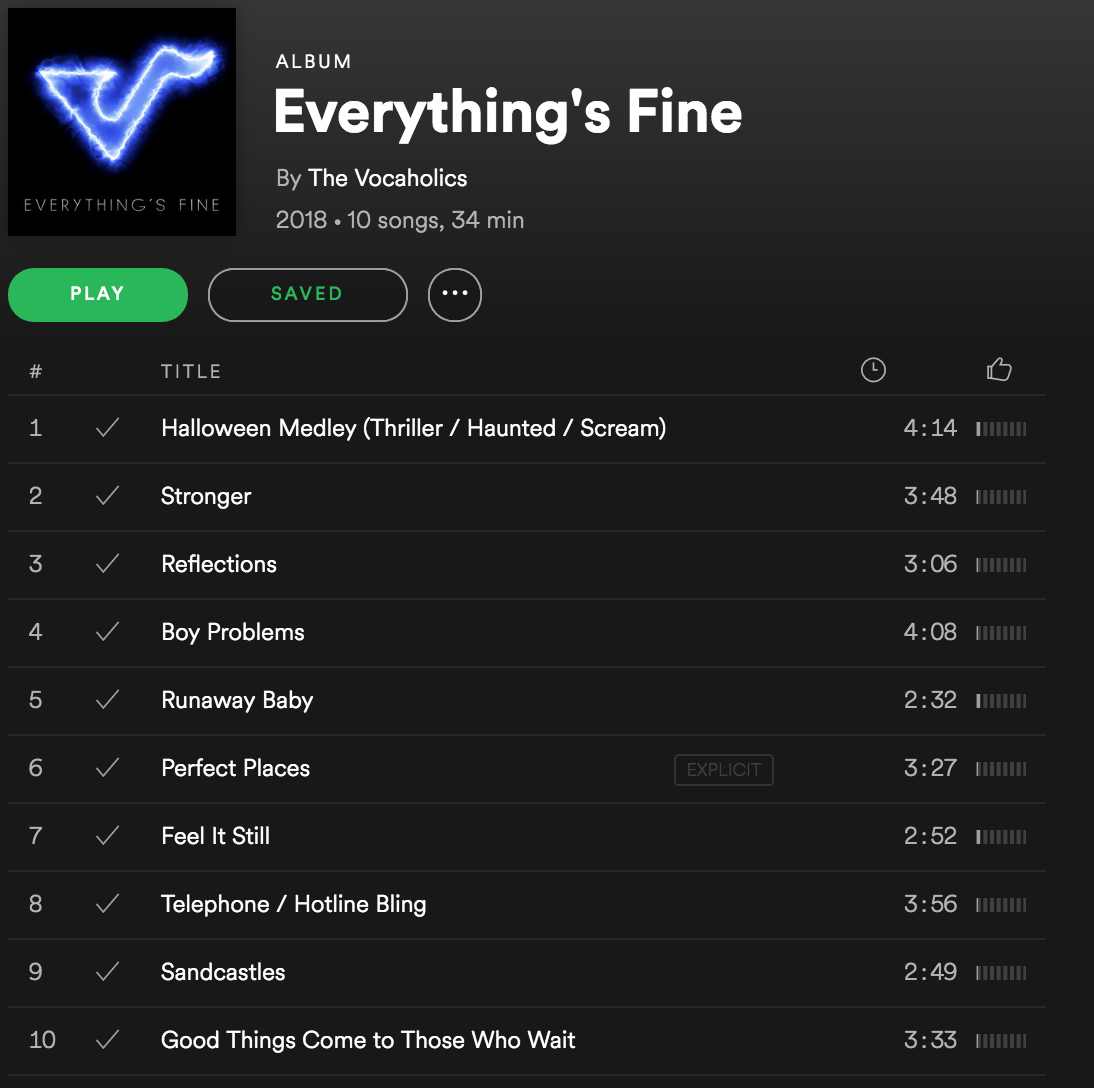 EVERYTHING'S FINE
ALBUM
Everything's Fine
By The Vocaholics
2018 • 10 songs, 34 min
PLAY SAVED
# TITLE
1 Halloween Medley (Thriller / Haunted / Scream) 4:14
2 Stronger 3:48
3 Reflections 3:06
4 Boy Problems 4:08
5 Runaway Baby 2:32
6 Perfect Places EXPLICIT 3:27
7 Feel It Still 2:52
8 Telephone / Hotline Bling 3:56
9 Sandcastles 2:49
10 Good Things Come to Those Who Wait 3:33